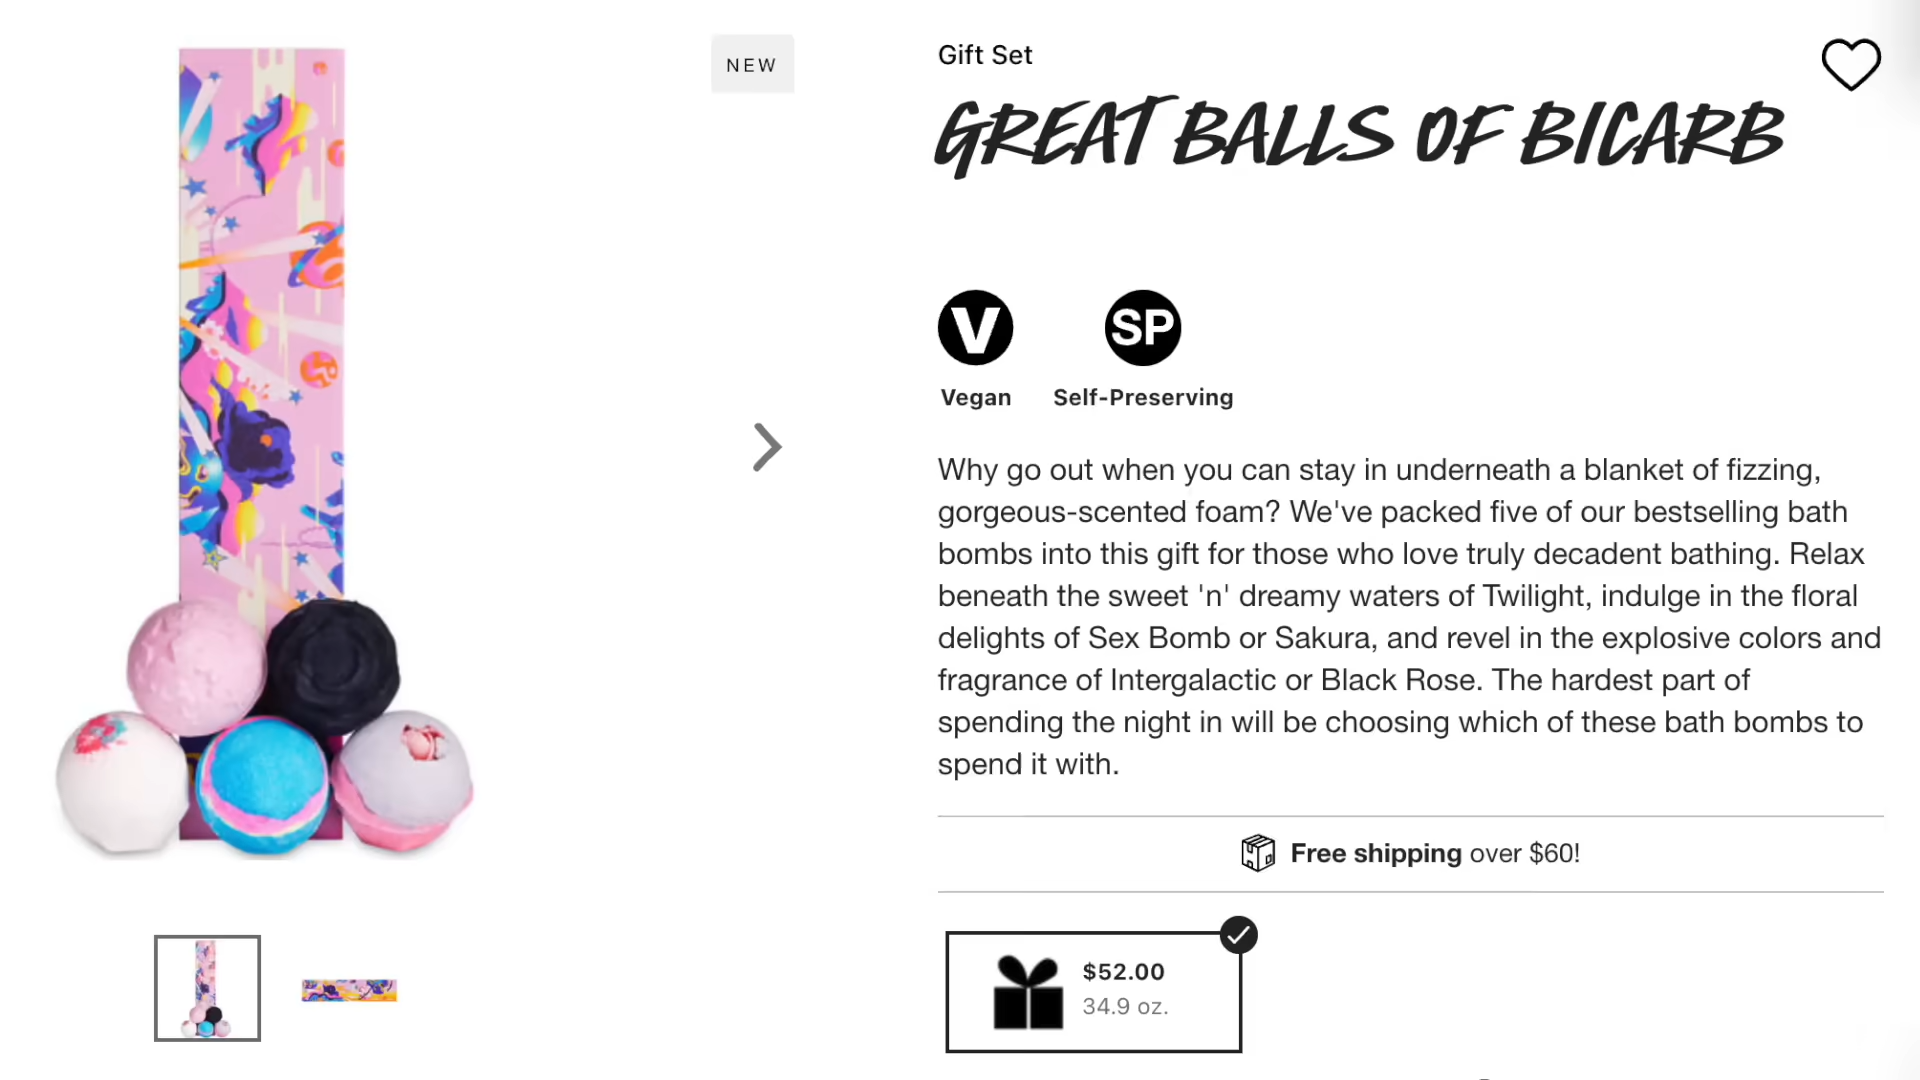 NEW
Gift Set
GREAT BALLS OF BICARB
V
SP
Vegan
Self-Preserving
Why go out when you can stay in underneath a blanket of fizzing,
gorgeous-scented foam? We've packed five of our bestselling bath
bombs into this gift for those who love truly decadent bathing. Relax
beneath the sweet 'n' dreamy waters of Twilight, indulge in the floral
delights of Sex Bomb or Sakura, and revel in the explosive colors and
fragrance of Intergalactic or Black Rose. The hardest part of
spending the night in will be choosing which of these bath bombs to
spend it with.
Free shipping over $60!
$52.00
34.9 oz.